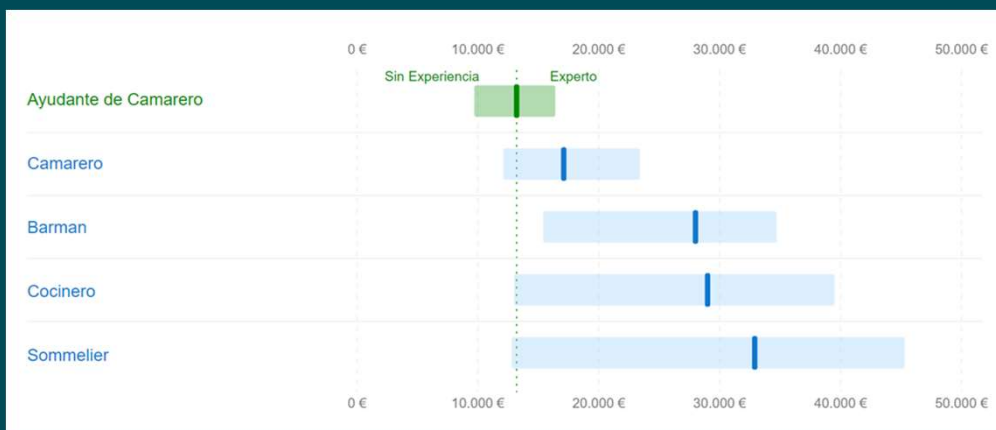 0 € 10.000 € 20.000 € 30.000 € 40.000 € 50.000 €
Sin Experiencia Experto
Ayudante de Camarero
Camarero
Barman
Cocinero
Sommelier
0 € 10.000 € 20.000 € 30.000 € 40.000 € 50.000 €